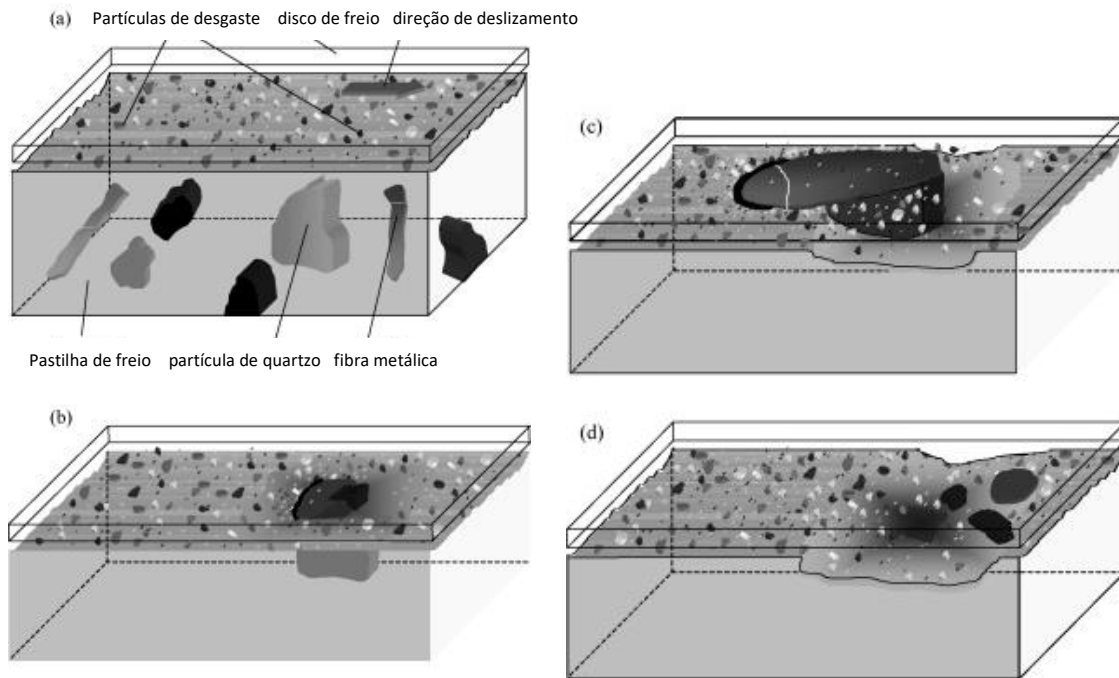 (a) Partículas de desgaste disco de freio direção de deslizamento
Pastilha de freio partícula de quartzo fibra metálica
(b)
(c)
(d)